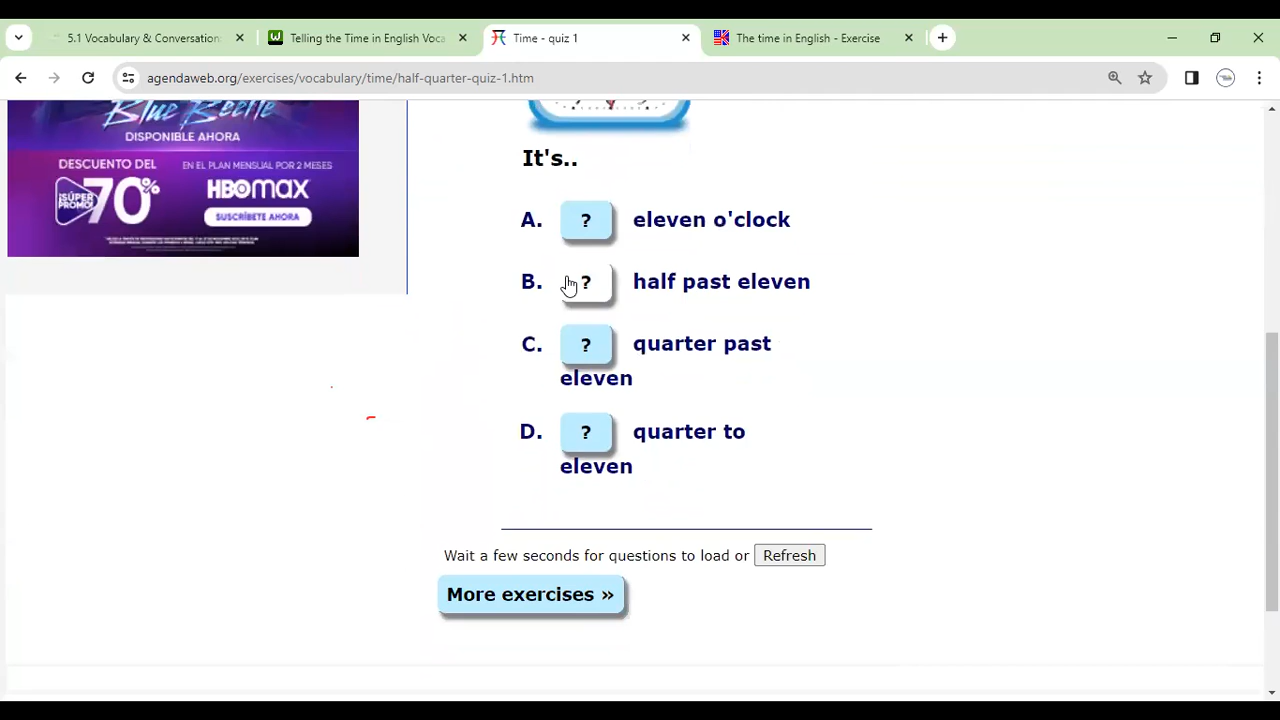 5.1 Vocabulary & Conversation
Telling the Time in English Voca
Time - quiz 1
The time in English - Exercise
agendaweb.org/exercises/vocabulary/time/half-quarter-quiz-1.htm
BLUE BEETLE
DISPONIBLE AHORA
DESCUENTO DEL
¡SÚPER PROMO! 70%
EN EL PLAN MENSUAL POR 2 MESES
HBOmax
SUSCRÍBETE AHORA
It's..
A. ? eleven o'clock
B. ? half past eleven
C. ? quarter past
eleven
D. ? quarter to
eleven
Wait a few seconds for questions to load or Refresh
More exercises »